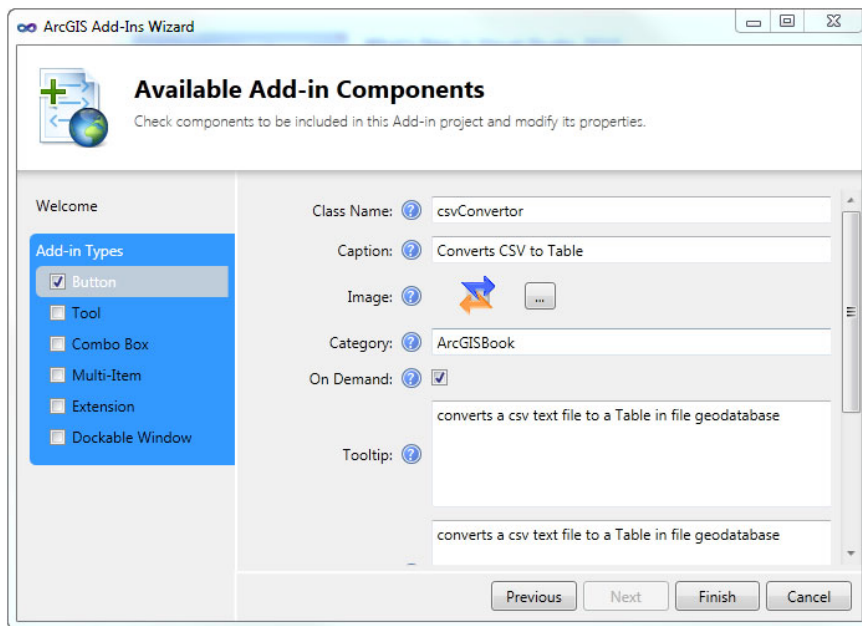 ArcGIS Add-Ins Wizard
Available Add-in Components
Check components to be included in this Add-in project and modify its properties.
Welcome
Add-in Types
Button
Tool
Combo Box
Multi-Item
Extension
Dockable Window
Class Name: ? csvConvertor
Caption: ? Converts CSV to Table
Image: ? ...
Category: ? ArcGISBook
On Demand: ?
Tooltip: ? converts a csv text file to a Table in file geodatabase
converts a csv text file to a Table in file geodatabase
Previous Next Finish Cancel